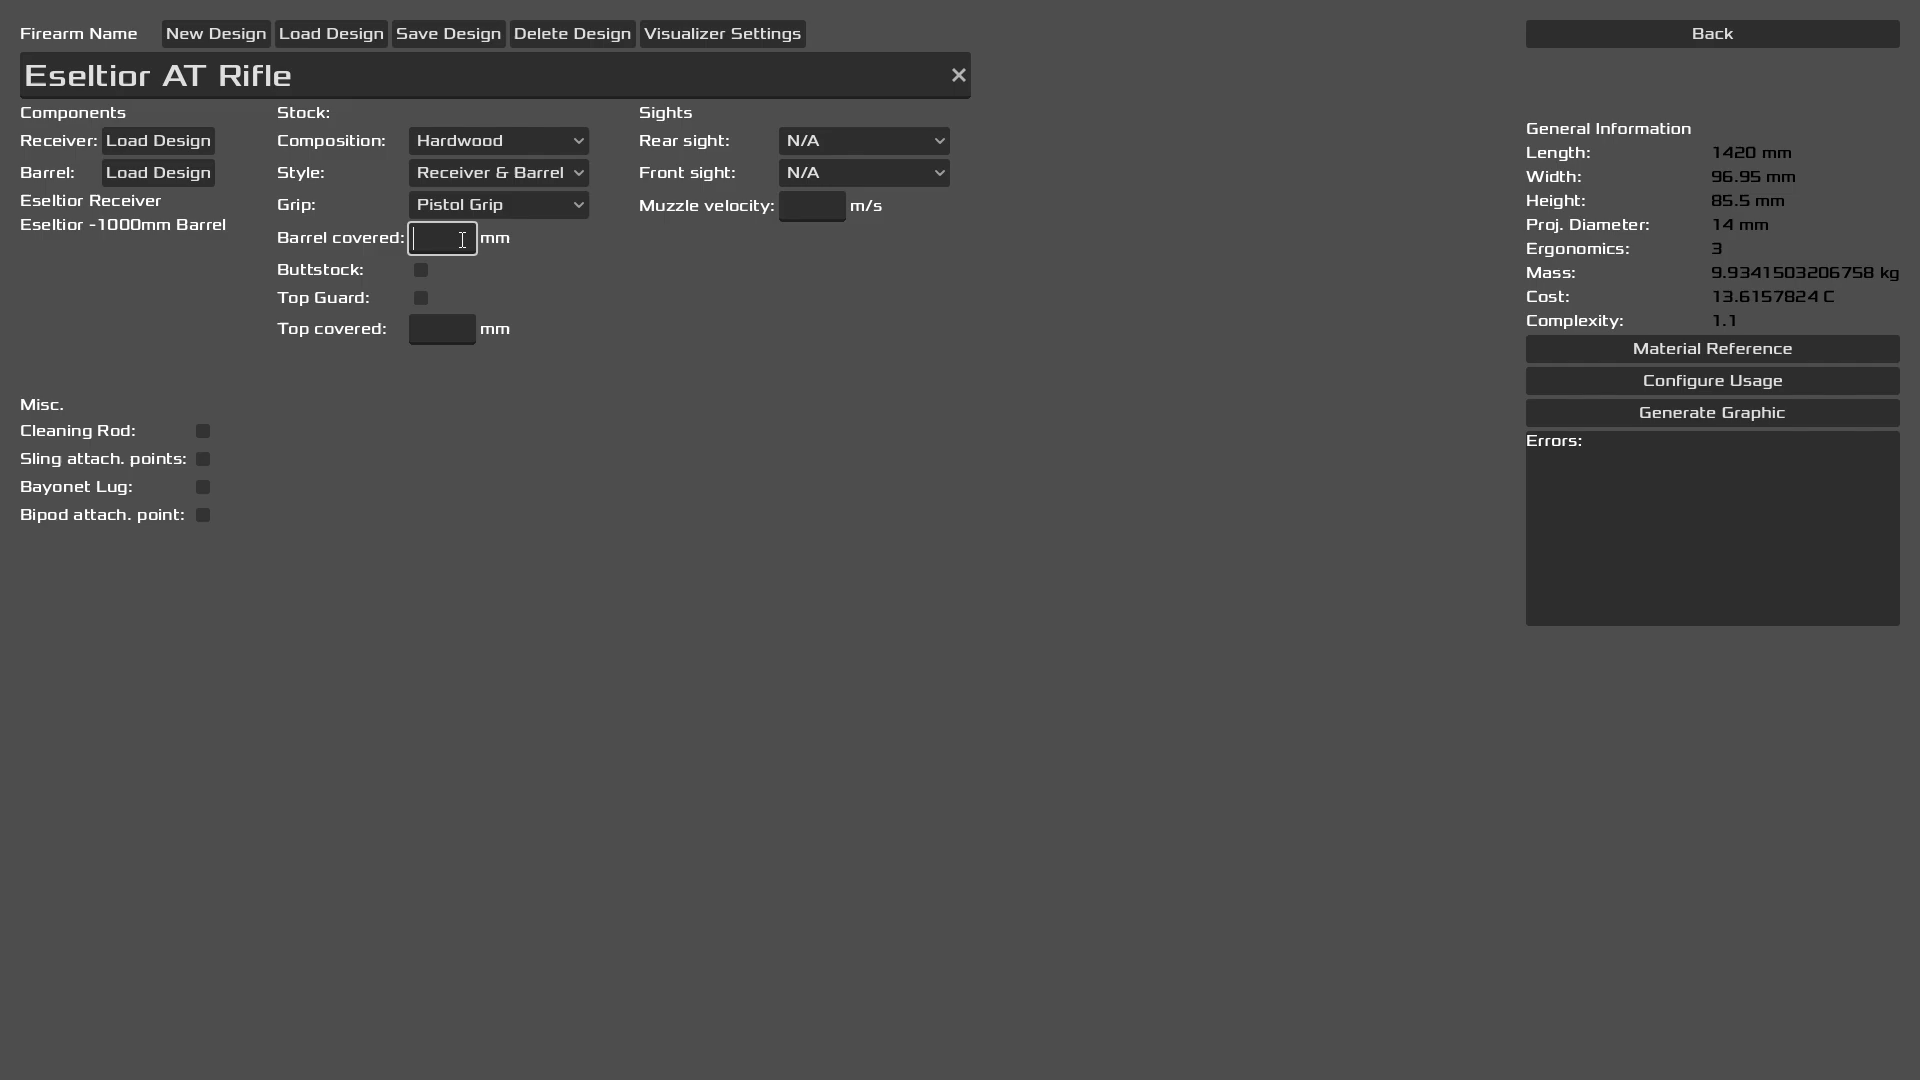 Firearm Name
New Design
Load Design
Save Design
Delete Design
Visualizer Settings
Back
Eseltior AT Rifle
Components
Receiver: Load Design
Barrel: Load Design
Eseltior Receiver
Eseltior -1000mm Barrel
Stock:
Composition: Hardwood
Style: Receiver & Barrel
Grip: Pistol Grip
Barrel covered: mm
Buttstock:
Top Guard:
Top covered: mm
Sights
Rear sight: N/A
Front sight: N/A
Muzzle velocity: m/s
Misc.
Cleaning Rod:
Sling attach. points:
Bayonet Lug:
Bipod attach. point:
General Information
Length: 1420 mm
Width: 96.95 mm
Height: 85.5 mm
Proj. Diameter: 14 mm
Ergonomics: 3
Mass: 9.9341503206758 kg
Cost: 13.6157824 C
Complexity: 1.1
Material Reference
Configure Usage
Generate Graphic
Errors: